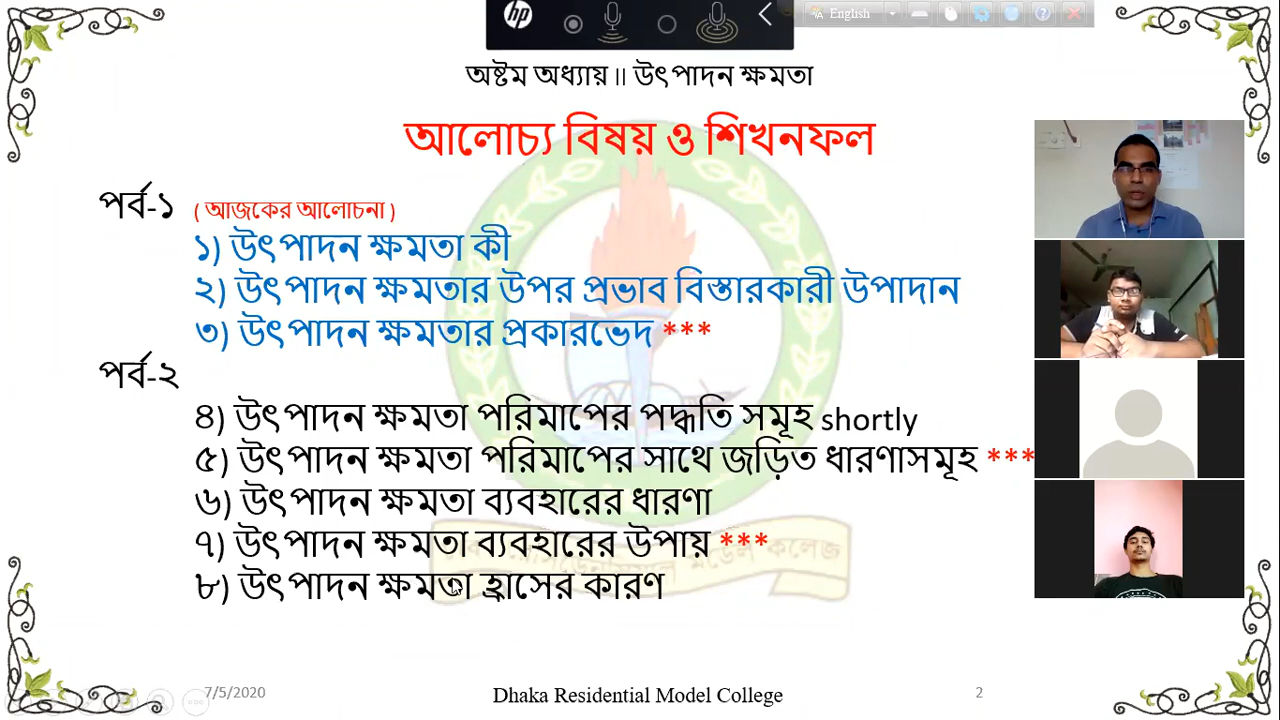 hp
English
অষ্টম অধ্যায়॥ উৎপাদন ক্ষমতা
আলোচ্য বিষয় ও শিখনফল
পর্ব-১ ( আজকের আলোচনা )
১) উৎপাদন ক্ষমতা কী
২) উৎপাদন ক্ষমতার উপর প্রভাব বিস্তারকারী উপাদান
৩) উৎপাদন ক্ষমতার প্রকারভেদ ***
পর্ব-২
৪) উৎপাদন ক্ষমতা পরিমাপের পদ্ধতি সমূহ shortly
৫) উৎপাদন ক্ষমতা পরিমাপের সাথে জড়িত ধারণাসমূহ ***
৬) উৎপাদন ক্ষমতা ব্যবহারের ধারণা
৭) উৎপাদন ক্ষমতা ব্যবহারের উপায় ***
৮) উৎপাদন ক্ষমতা হ্রাসের কারণ
7/5/2020
Dhaka Residential Model College
2